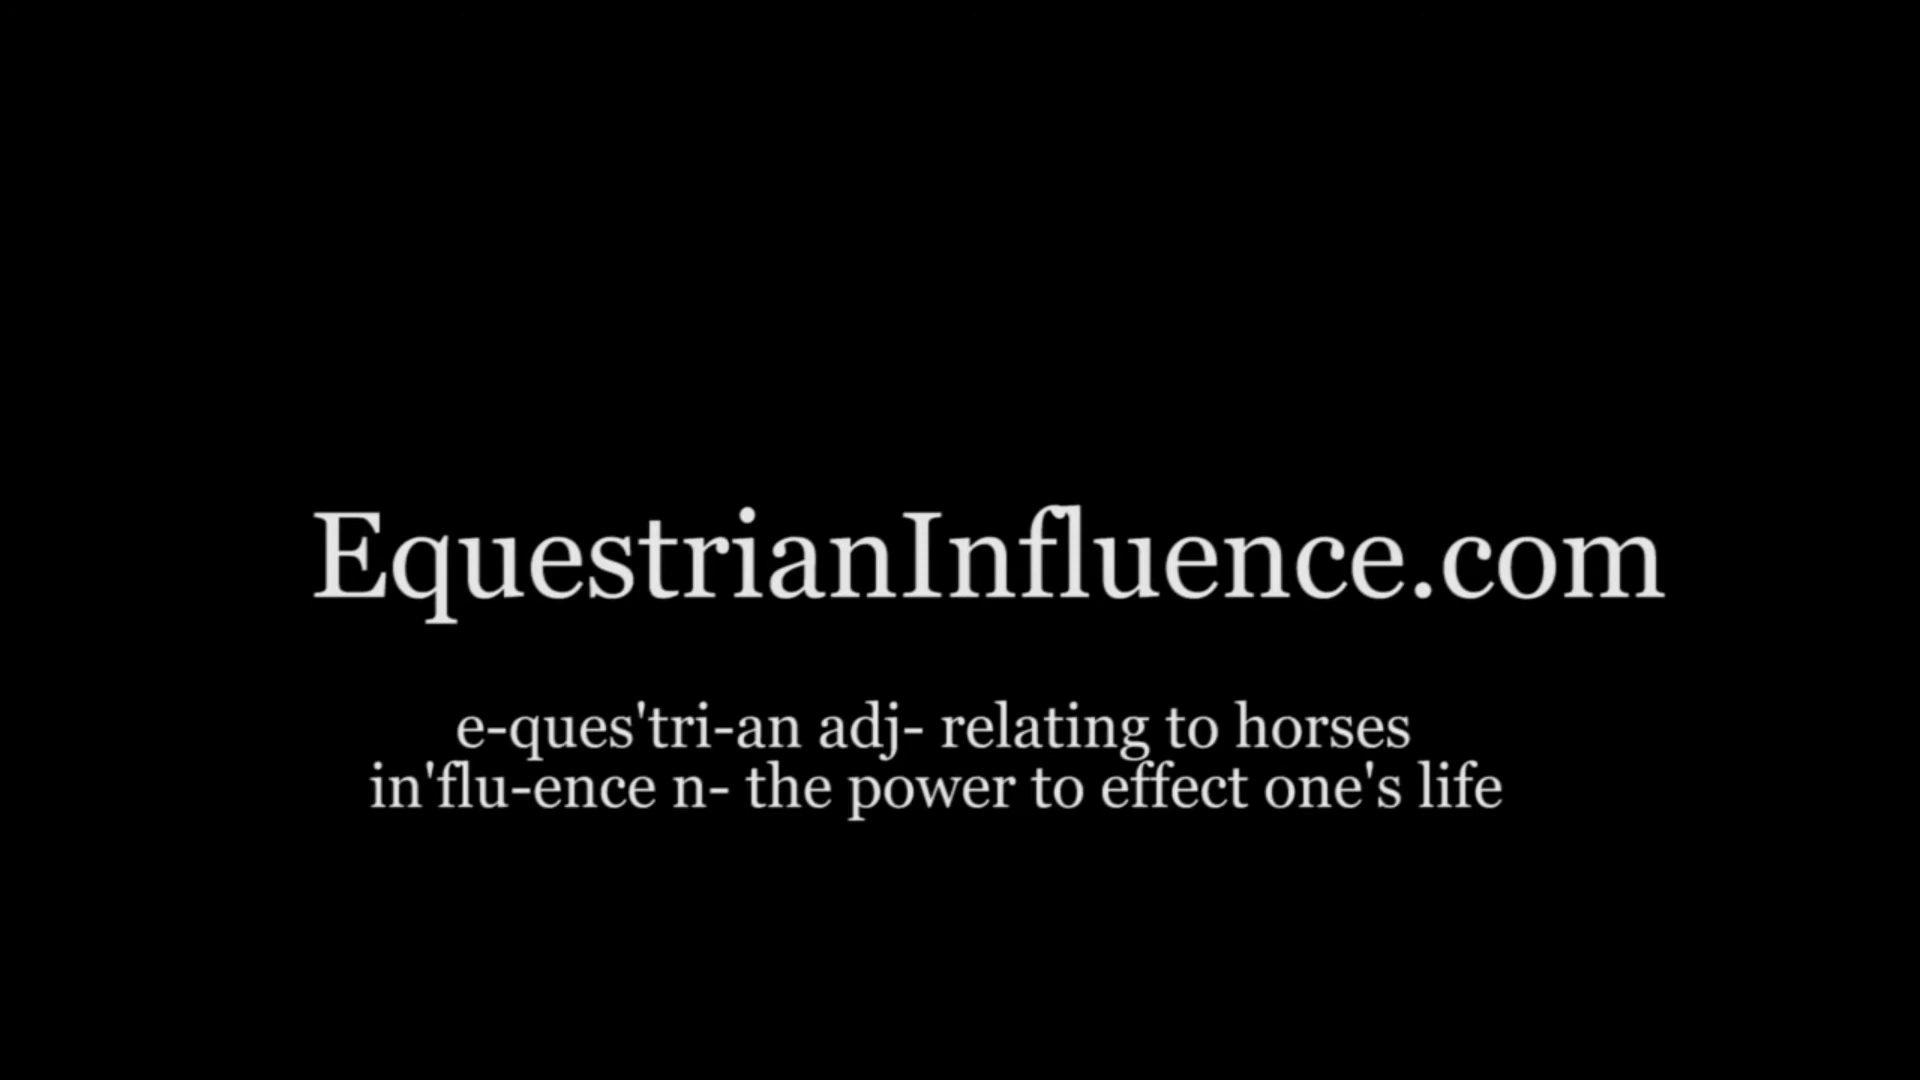 EquestrianInfluence.com
e-ques'tri-an adj- relating to horses
in'flu-ence n- the power to effect one's life